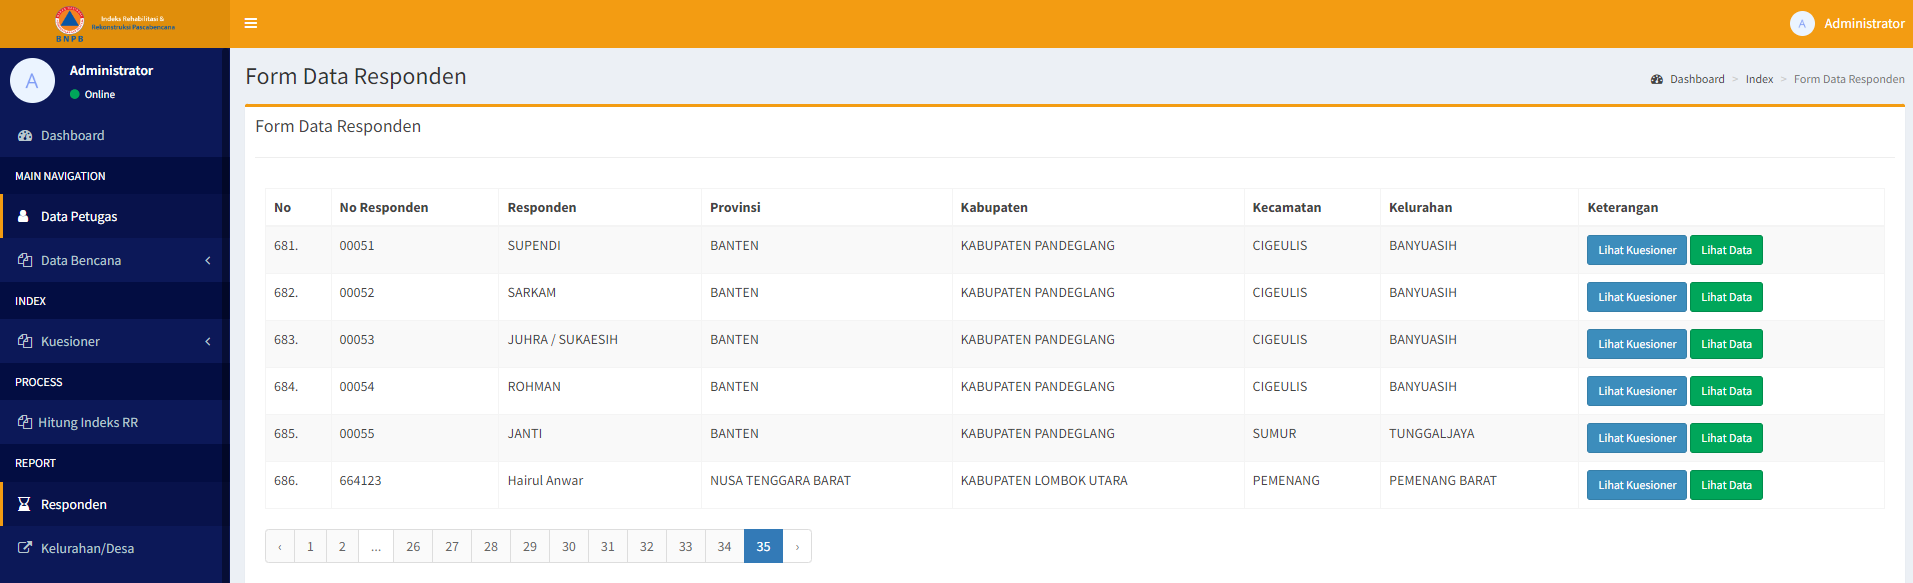 Indeks Rehabilitasi &
Rekonstruksi Pascabencana
BNPB
A Administrator
A
Administrator
Online
Dashboard
MAIN NAVIGATION
Data Petugas
Data Bencana
INDEX
Kuesioner
PROCESS
Hitung Indeks RR
REPORT
Responden
Kelurahan/Desa
Form Data Responden
Dashboard > Index > Form Data Responden
Form Data Responden
No No Responden Responden Provinsi Kabupaten Kecamatan Kelurahan Keterangan
681. 00051 SUPENDI BANTEN KABUPATEN PANDEGLANG CIGEULIS BANYUASIH Lihat Kuesioner Lihat Data
682. 00052 SARKAM BANTEN KABUPATEN PANDEGLANG CIGEULIS BANYUASIH Lihat Kuesioner Lihat Data
683. 00053 JUHRA / SUKAESIH BANTEN KABUPATEN PANDEGLANG CIGEULIS BANYUASIH Lihat Kuesioner Lihat Data
684. 00054 ROHMAN BANTEN KABUPATEN PANDEGLANG CIGEULIS BANYUASIH Lihat Kuesioner Lihat Data
685. 00055 JANTI BANTEN KABUPATEN PANDEGLANG SUMUR TUNGGALJAYA Lihat Kuesioner Lihat Data
686. 664123 Hairul Anwar NUSA TENGGARA BARAT KABUPATEN LOMBOK UTARA PEMENANG PEMENANG BARAT Lihat Kuesioner Lihat Data
‹ 1 2 ... 26 27 28 29 30 31 32 33 34 35 ›